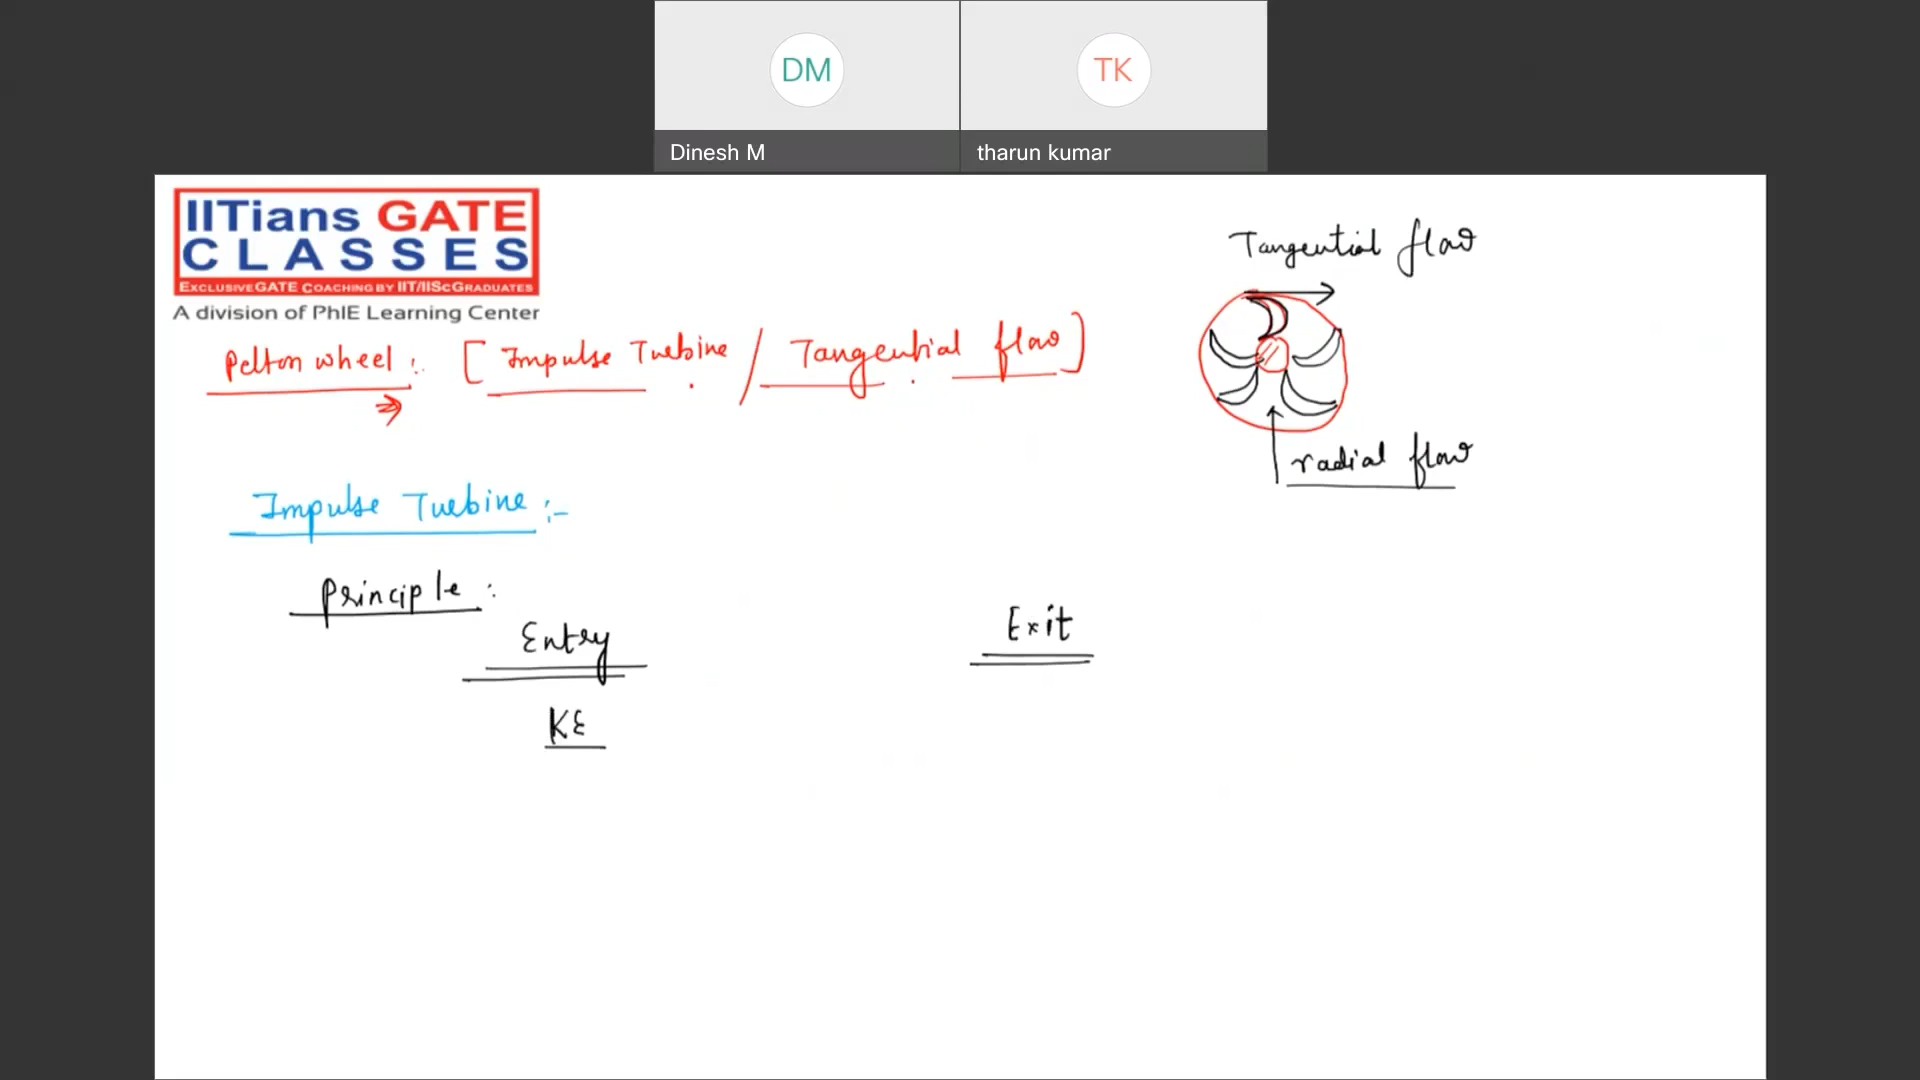 DM
TK
Dinesh M
tharun kumar
IITians GATE
CLASSES
EXCLUSIVE GATE COACHING BY IIT/IISc GRADUATES
A division of PhIE Learning Center
Tangential flow
Pelton wheel : [ Impulse Turbine / Tangential flow ]
radial flow
Impulse Turbine :-
Principle :
Entry
Exit
KE